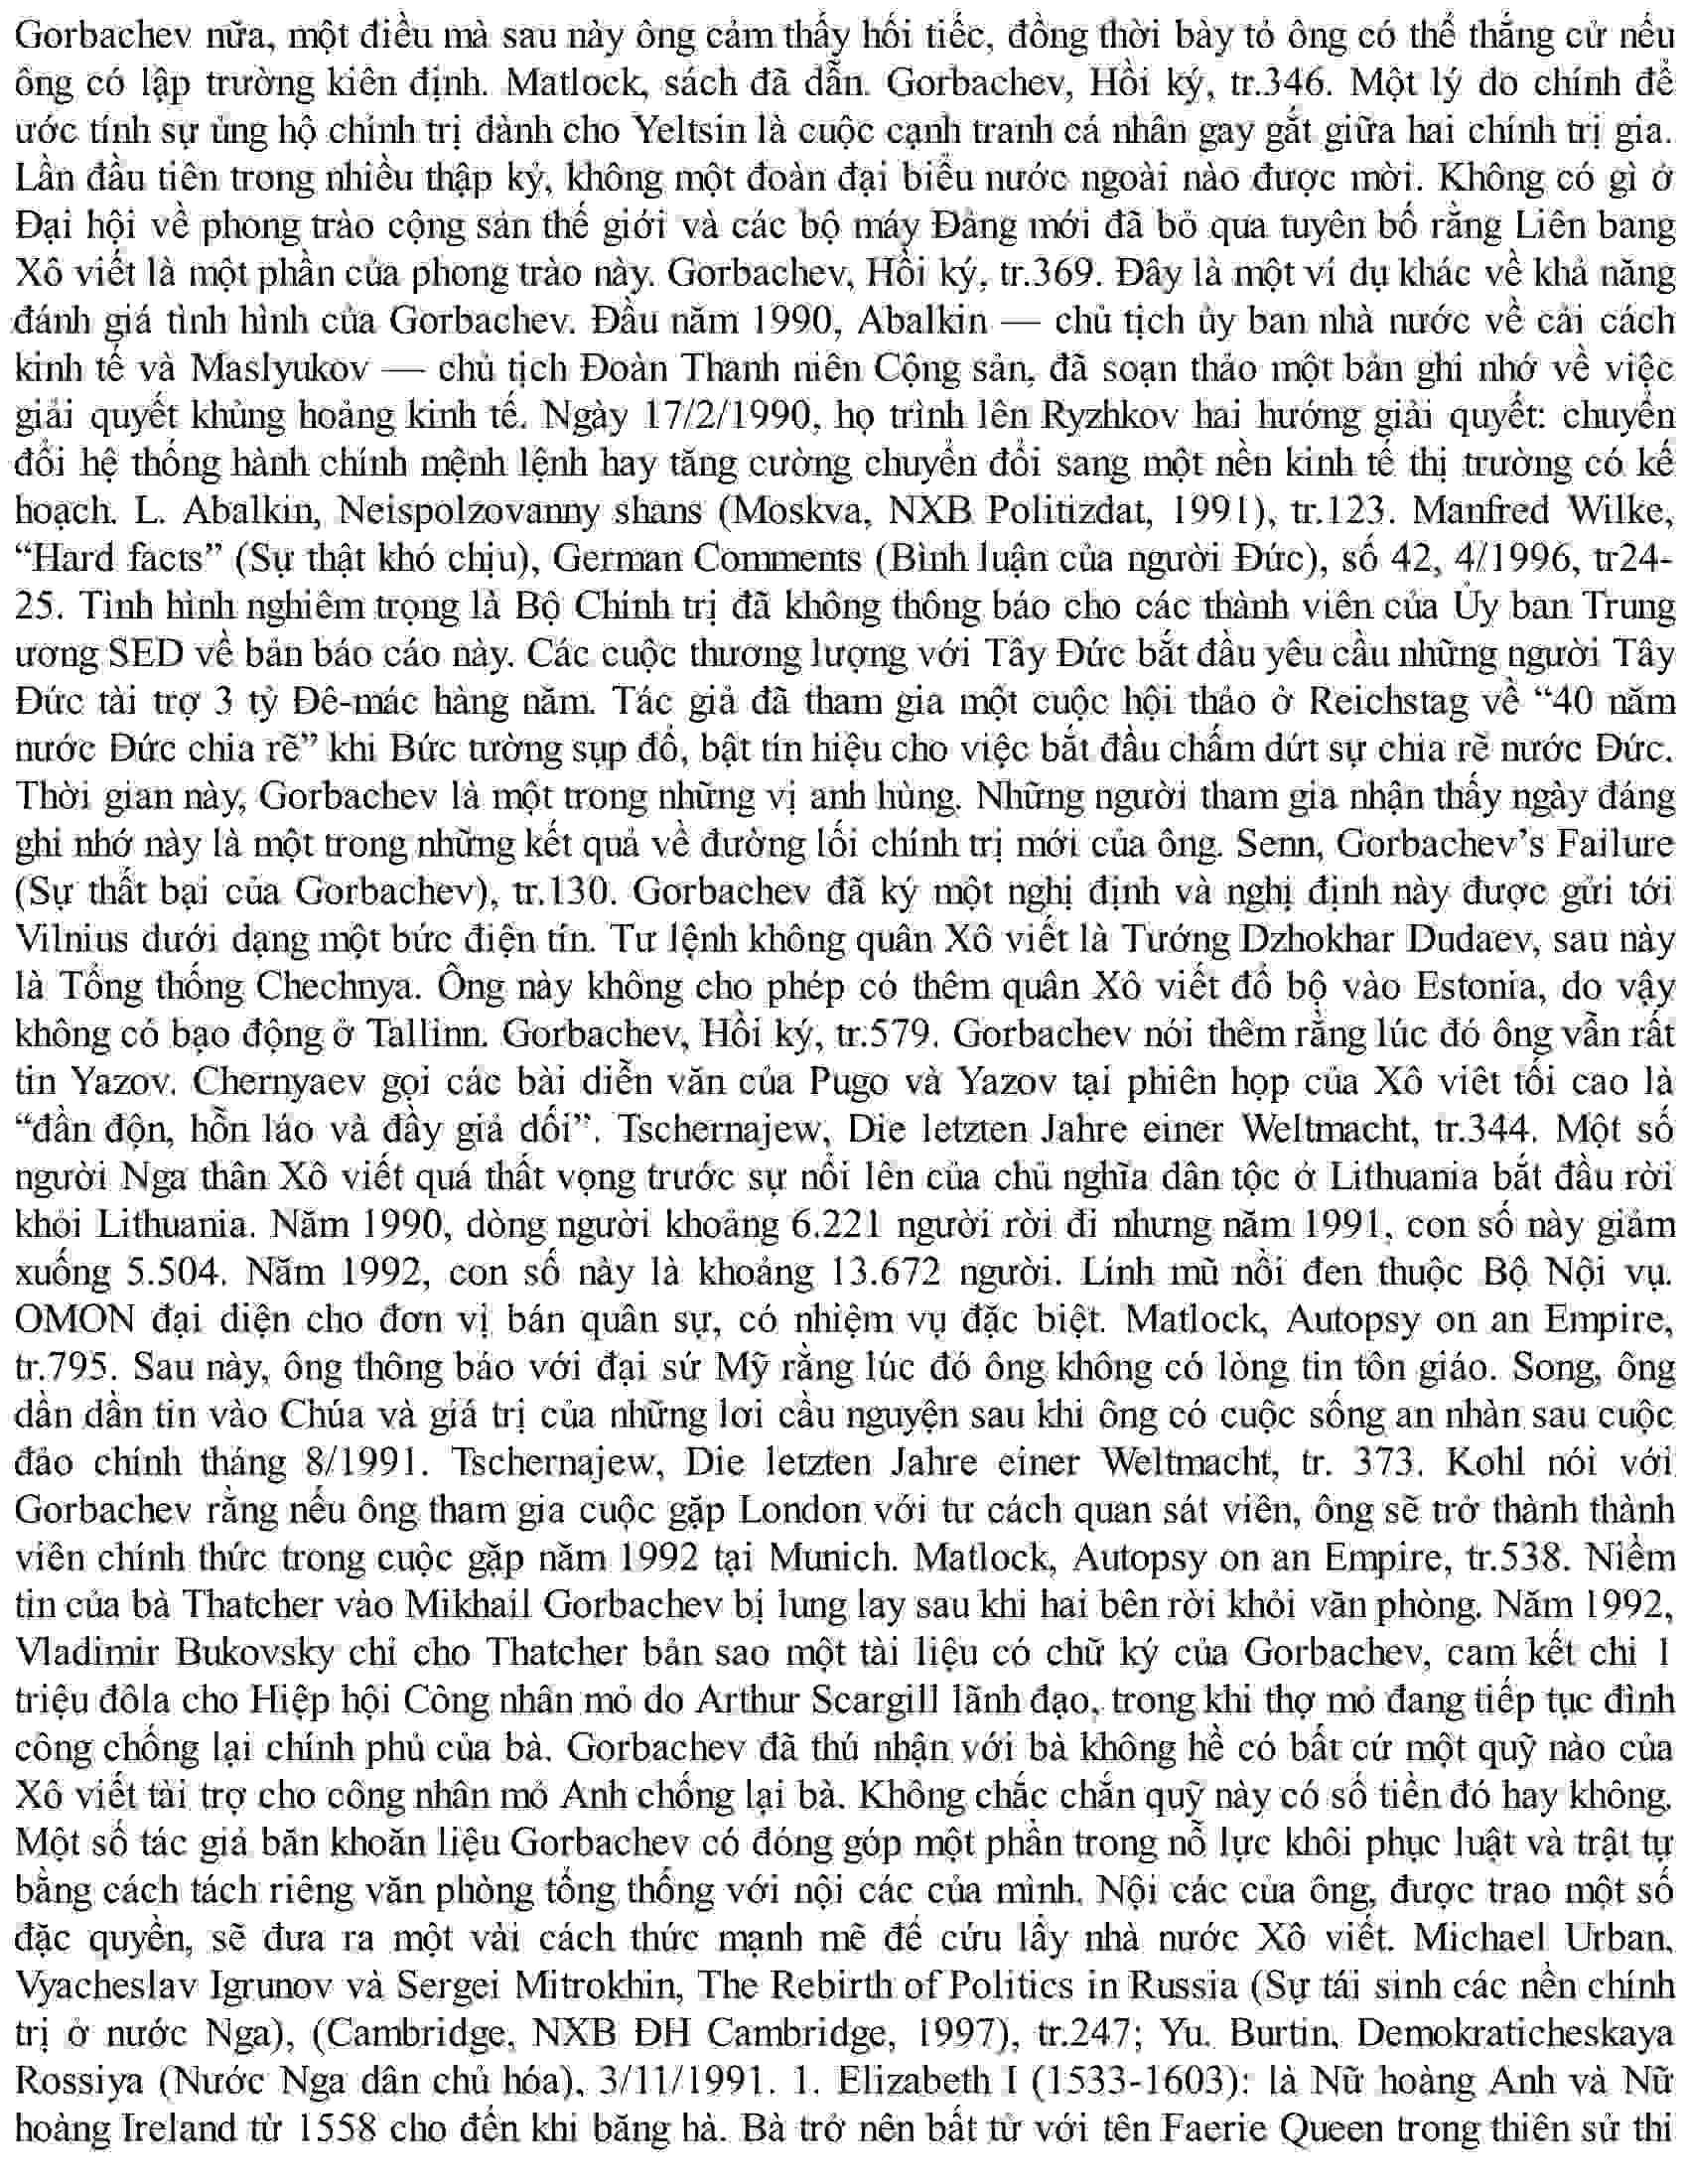 Gorbachev nữa, một điều mà sau này ông cảm thấy hối tiếc, đồng thời bày tỏ ông có thể thắng cử nếu
ông có lập trường kiên định. Matlock, sách đã dẫn. Gorbachev, Hồi ký, tr.346. Một lý do chính để
ước tính sự ủng hộ chính trị dành cho Yeltsin là cuộc cạnh tranh cá nhân gay gắt giữa hai chính trị gia.
Lần đầu tiên trong nhiều thập kỷ, không một đoàn đại biểu nước ngoài nào được mời. Không có gì ở
Đại hội về phong trào cộng sản thế giới và các bộ máy Đảng mới đã bỏ qua tuyên bố rằng Liên bang
Xô viết là một phần của phong trào này. Gorbachev, Hồi ký, tr.369. Đây là một ví dụ khác về khả năng
đánh giá tình hình của Gorbachev. Đầu năm 1990, Abalkin — chủ tịch ủy ban nhà nước về cải cách
kinh tế và Maslyukov — chủ tịch Đoàn Thanh niên Cộng sản, đã soạn thảo một bản ghi nhớ về việc
giải quyết khủng hoảng kinh tế. Ngày 17/2/1990, họ trình lên Ryzhkov hai hướng giải quyết: chuyển
đổi hệ thống hành chính mệnh lệnh hay tăng cường chuyển đổi sang một nền kinh tế thị trường có kế
hoạch. L. Abalkin, Neispolzovanny shans (Moskva, NXB Politizdat, 1991), tr.123. Manfred Wilke,
“Hard facts” (Sự thật khó chịu), German Comments (Bình luận của người Đức), số 42, 4/1996, tr24-
25. Tình hình nghiêm trọng là Bộ Chính trị đã không thông báo cho các thành viên của Ủy ban Trung
ương SED về bản báo cáo này. Các cuộc thương lượng với Tây Đức bắt đầu yêu cầu những người Tây
Đức tài trợ 3 tỷ Đê-mác hàng năm. Tác giả đã tham gia một cuộc hội thảo ở Reichstag về “40 năm
nước Đức chia rẽ” khi Bức tường sụp đổ, bật tín hiệu cho việc bắt đầu chấm dứt sự chia rẽ nước Đức.
Thời gian này, Gorbachev là một trong những vị anh hùng. Những người tham gia nhận thấy ngày đáng
ghi nhớ này là một trong những kết quả về đường lối chính trị mới của ông. Senn, Gorbachev’s Failure
(Sự thất bại của Gorbachev), tr.130. Gorbachev đã ký một nghị định và nghị định này được gửi tới
Vilnius dưới dạng một bức điện tín. Tư lệnh không quân Xô viết là Tướng Dzhokhar Dudaev, sau này
là Tổng thống Chechnya. Ông này không cho phép có thêm quân Xô viết đổ bộ vào Estonia, do vậy
không có bạo động ở Tallinn. Gorbachev, Hồi ký, tr.579. Gorbachev nói thêm rằng lúc đó ông vẫn rất
tin Yazov. Chernyaev gọi các bài diễn văn của Pugo và Yazov tại phiên họp của Xô viết tối cao là
“đần độn, hỗn láo và đầy giả dối”. Tschernajew, Die letzten Jahre einer Weltmacht, tr.344. Một số
người Nga thân Xô viết quá thất vọng trước sự nổi lên của chủ nghĩa dân tộc ở Lithuania bắt đầu rời
khỏi Lithuania. Năm 1990, dòng người khoảng 6.221 người rời đi nhưng năm 1991, con số này giảm
xuống 5.504. Năm 1992, con số này là khoảng 13.672 người. Lính mũ nồi đen thuộc Bộ Nội vụ.
OMON đại diện cho đơn vị bán quân sự, có nhiệm vụ đặc biệt. Matlock, Autopsy on an Empire,
tr.795. Sau này, ông thông báo với đại sứ Mỹ rằng lúc đó ông không có lòng tin tôn giáo. Song, ông
dần dần tin vào Chúa và giá trị của những lơi cầu nguyện sau khi ông có cuộc sống an nhàn sau cuộc
đảo chính tháng 8/1991. Tschernajew, Die letzten Jahre einer Weltmacht, tr. 373. Kohl nói với
Gorbachev rằng nếu ông tham gia cuộc gặp London với tư cách quan sát viên, ông sẽ trở thành thành
viên chính thức trong cuộc gặp năm 1992 tại Munich. Matlock, Autopsy on an Empire, tr.538. Niềm
tin của bà Thatcher vào Mikhail Gorbachev bị lung lay sau khi hai bên rời khỏi văn phòng. Năm 1992,
Vladimir Bukovsky chỉ cho Thatcher bản sao một tài liệu có chữ ký của Gorbachev, cam kết chi 1
triệu đôla cho Hiệp hội Công nhân mỏ do Arthur Scargill lãnh đạo, trong khi thợ mỏ đang tiếp tục đình
công chống lại chính phủ của bà. Gorbachev đã thú nhận với bà không hề có bất cứ một quỹ nào của
Xô viết tài trợ cho công nhân mỏ Anh chống lại bà. Không chắc chắn quỹ này có số tiền đó hay không.
Một số tác giả băn khoăn liệu Gorbachev có đóng góp một phần trong nỗ lực khôi phục luật và trật tự
bằng cách tách riêng văn phòng tổng thống với nội các của mình. Nội các của ông, được trao một số
đặc quyền, sẽ đưa ra một vài cách thức mạnh mẽ để cứu lấy nhà nước Xô viết. Michael Urban,
Vyacheslav Igrunov và Sergei Mitrokhin, The Rebirth of Politics in Russia (Sự tái sinh các nền chính
trị ở nước Nga), (Cambridge, NXB ĐH Cambridge, 1997), tr.247; Yu. Burtin, Demokraticheskaya
Rossiya (Nước Nga dân chủ hóa), 3/11/1991. 1. Elizabeth I (1533-1603): là Nữ hoàng Anh và Nữ
hoàng Ireland từ 1558 cho đến khi băng hà. Bà trở nên bất tử với tên Faerie Queen trong thiên sử thi